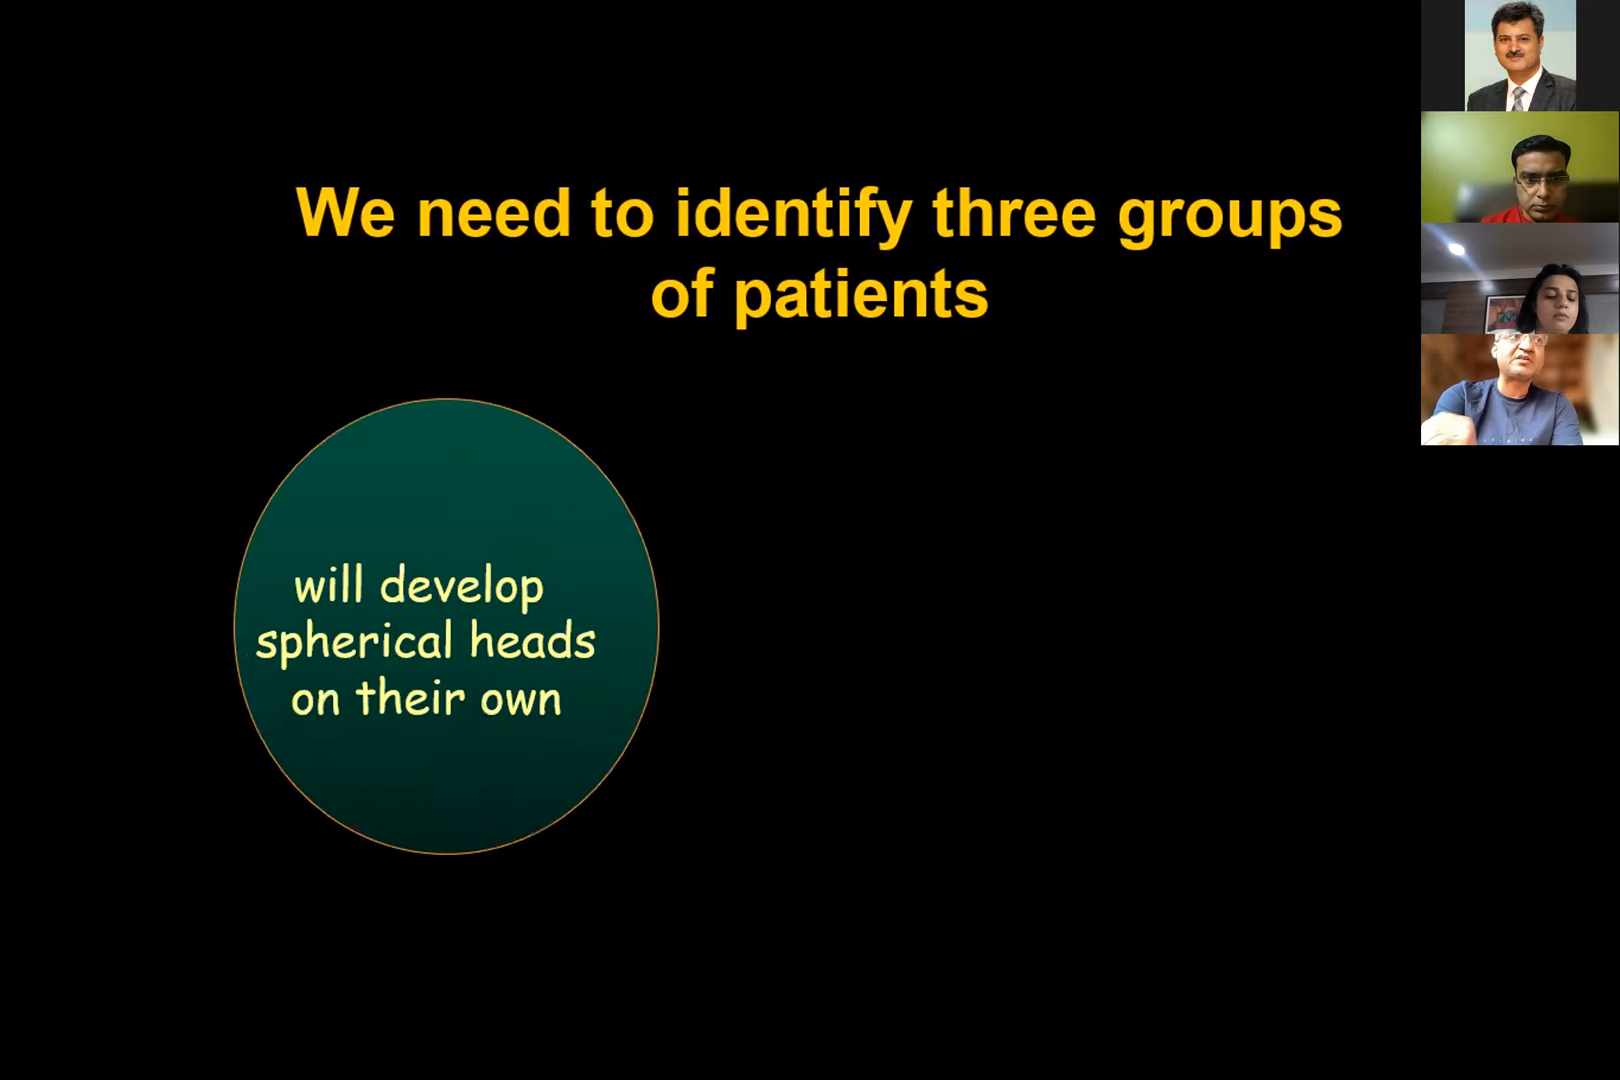 We need to identify three groups
of patients
will develop
spherical heads
on their own